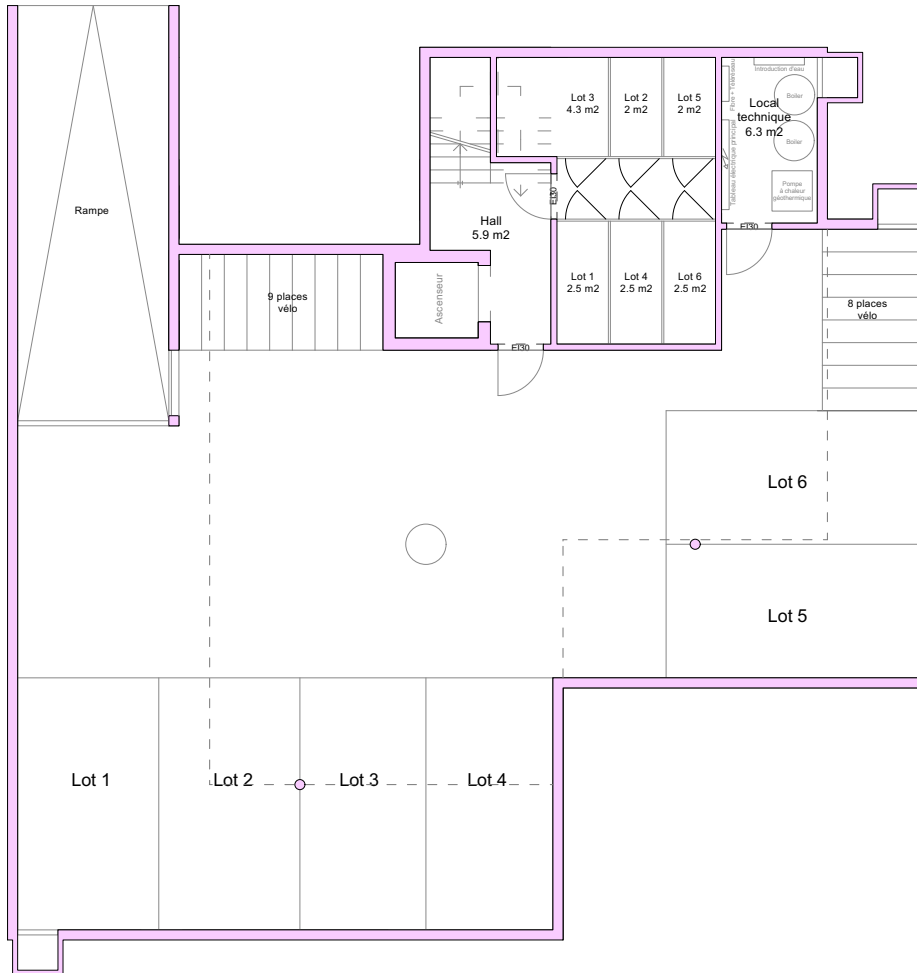 Lot 3
4.3 m2
Lot 2
2 m2
Lot 5
2 m2
Fibre + Téléréseau
Introduction d'eau
Boiler
Local
technique
6.3 m2
Boiler
Tableau électrique principal
Pompe
à chaleur
géothermique
Rampe
EI30
Hall
5.9 m2
EI30
Lot 1
2.5 m2
Lot 4
2.5 m2
Lot 6
2.5 m2
Ascenseur
9 places
vélo
8 places
vélo
EI30
Lot 6
Lot 5
Lot 1
Lot 2
Lot 3
Lot 4